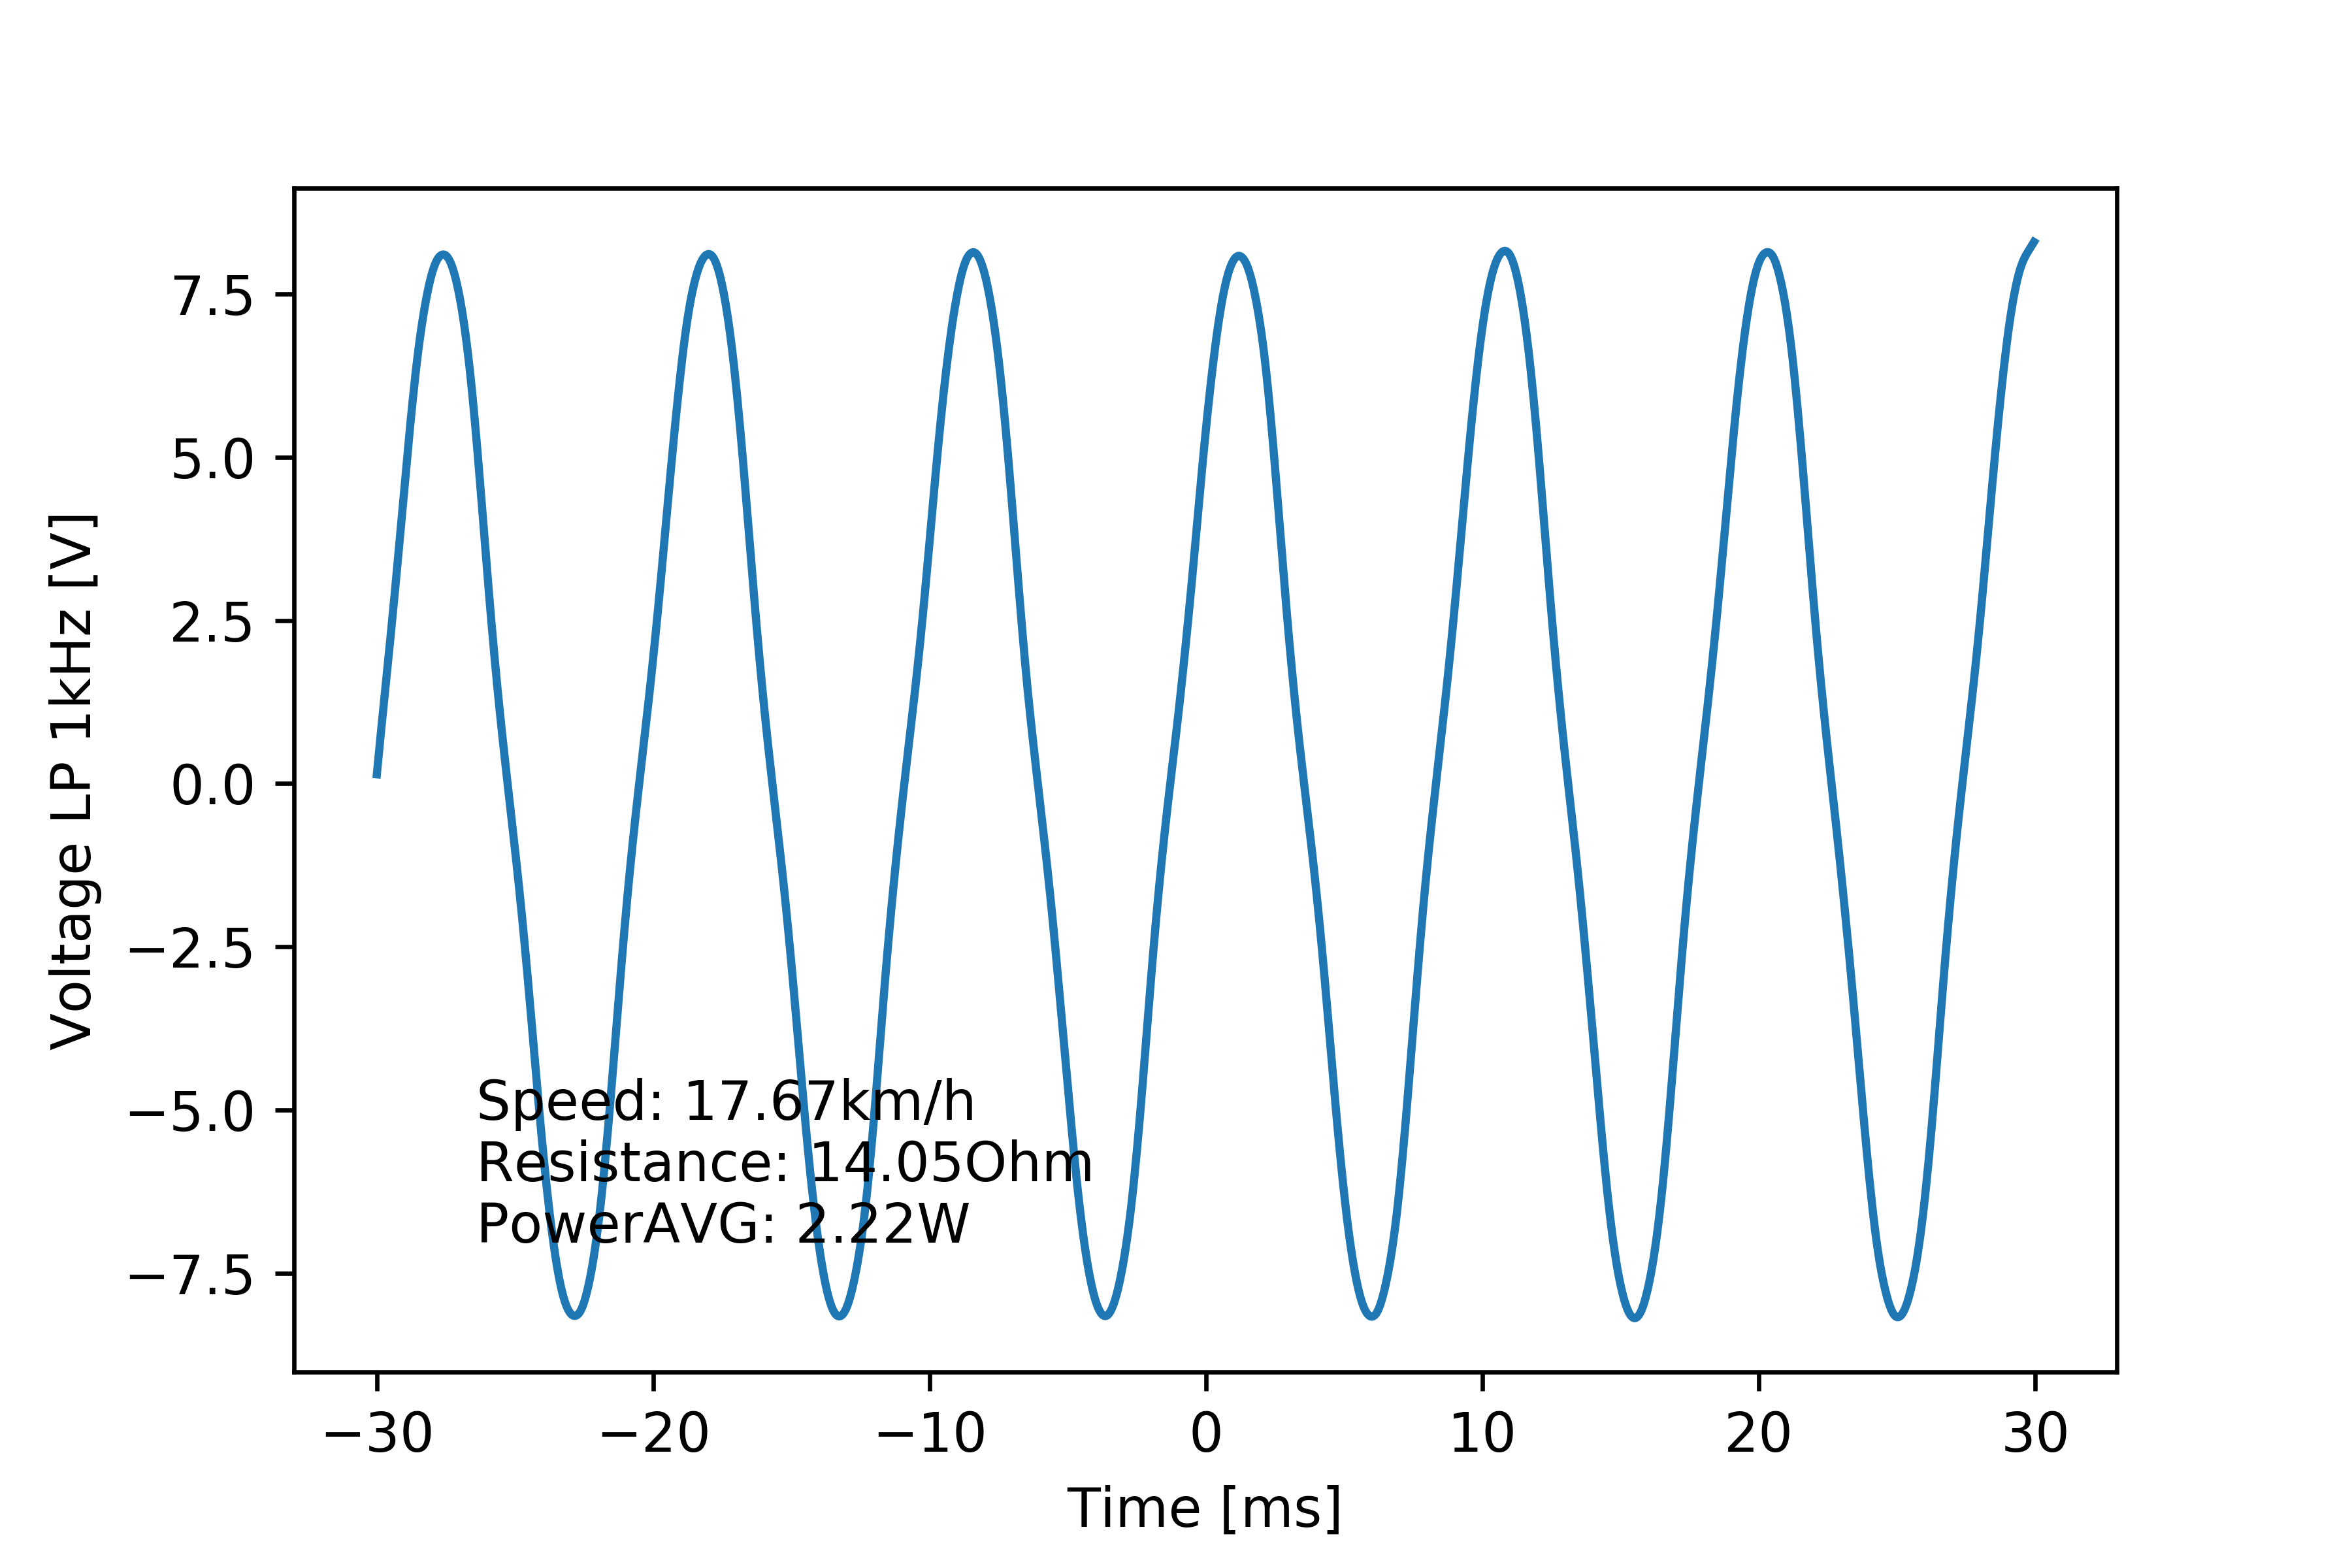 7.5
5.0
2.5
0.0
−2.5
−5.0
−7.5
Voltage LP 1kHz [V]
Speed: 17.67km/h
Resistance: 14.05Ohm
PowerAVG: 2.22W
−30 −20 −10 0 10 20 30
Time [ms]